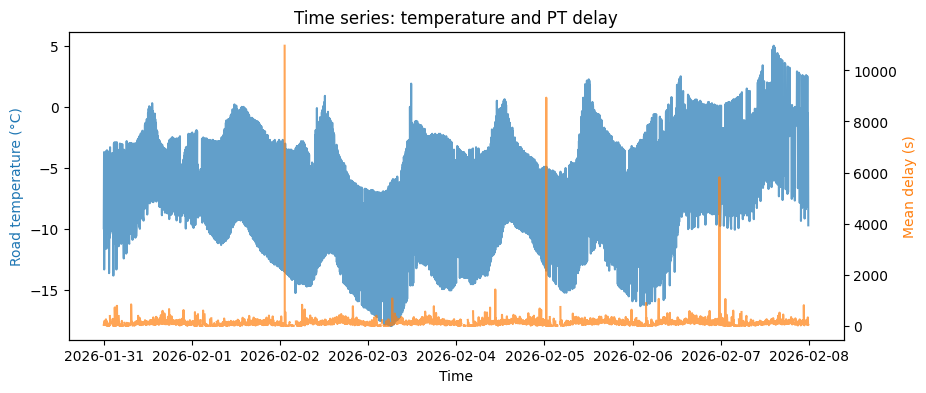 Time series: temperature and PT delay
Road temperature (°C)
5
0
−5
−10
−15
10000
8000
6000
4000
2000
0
Mean delay (s)
2026-01-31 2026-02-01 2026-02-02 2026-02-03 2026-02-04 2026-02-05 2026-02-06 2026-02-07 2026-02-08
Time